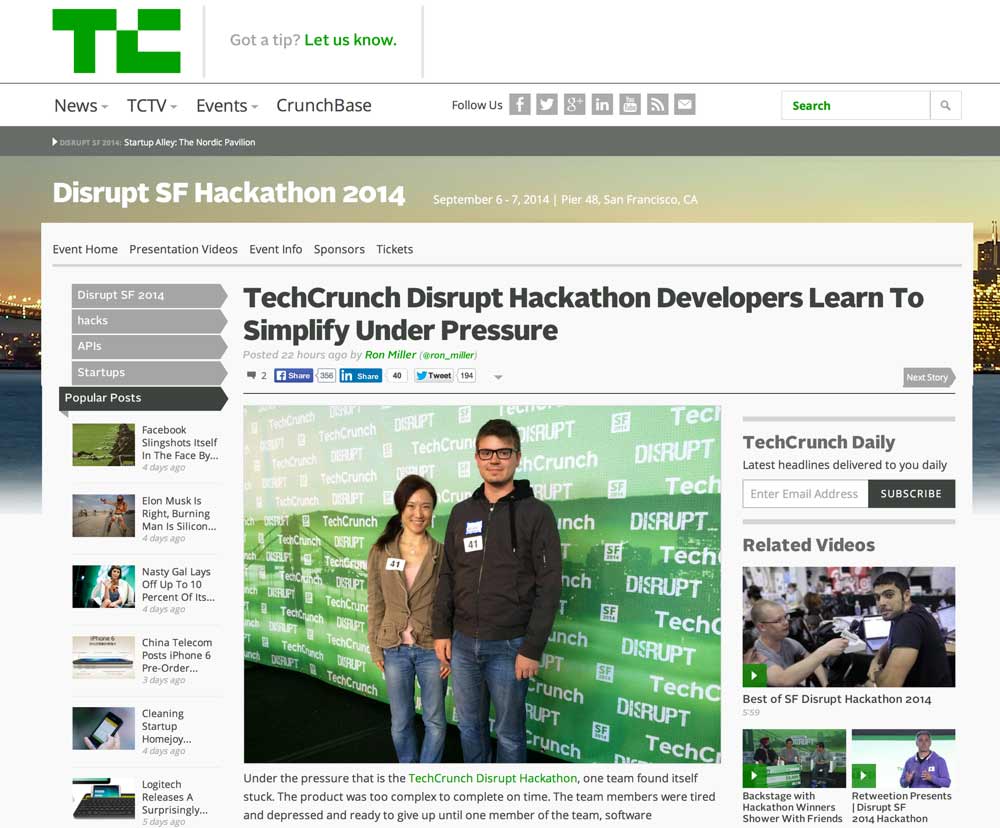 TC
Got a tip? Let us know.
News TCTV Events CrunchBase
Follow Us
Search
DISRUPT SF 2014: Startup Alley: The Nordic Pavilion
Disrupt SF Hackathon 2014
September 6 - 7, 2014 | Pier 48, San Francisco, CA
Event Home Presentation Videos Event Info Sponsors Tickets
Disrupt SF 2014
hacks
APIs
Startups
Popular Posts
Facebook
Slingshots Itself
In The Face By...
4 days ago
Elon Musk Is
Right, Burning
Man Is Silicon...
4 days ago
Nasty Gal Lays
Off Up To 10
Percent Of Its...
4 days ago
iPhone 6
China Telecom
Posts iPhone 6
Pre-Order...
3 days ago
Cleaning
Startup
Homejoy...
4 days ago
Logitech
Releases A
Surprisingly...
5 days ago
TechCrunch Disrupt Hackathon Developers Learn To
Simplify Under Pressure
Posted 22 hours ago by Ron Miller (@ron_miller)
2 Share 356 Share 40 Tweet 194
Next Story
TechCrunch
DISRUPT
SF
2014
41
41
Under the pressure that is the TechCrunch Disrupt Hackathon, one team found itself
stuck. The product was too complex to complete on time. The team members were tired
and depressed and ready to give up until one member of the team, software
TechCrunch Daily
Latest headlines delivered to you daily
Enter Email Address SUBSCRIBE
Related Videos
Best of SF Disrupt Hackathon 2014
5:59
Backstage with
Hackathon Winners
Shower With Friends
Retweetion Presents
| Disrupt SF
2014 Hackathon